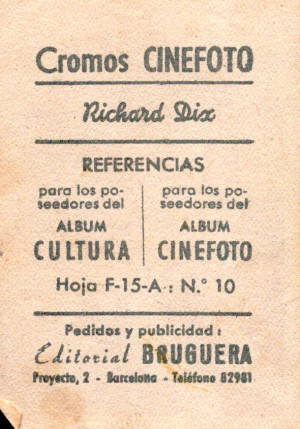 Cromos CINEFOTO
Richard Dix
REFERENCIAS
para los po-
seedores del
ALBUM
CULTURA
para los po-
seedores del
ALBUM
CINEFOTO
Hoja F-15-A : N.° 10
Pedidos y publicidad :
Editorial BRUGUERA
Proyecto, 2 - Barcelona - Teléfono 82981